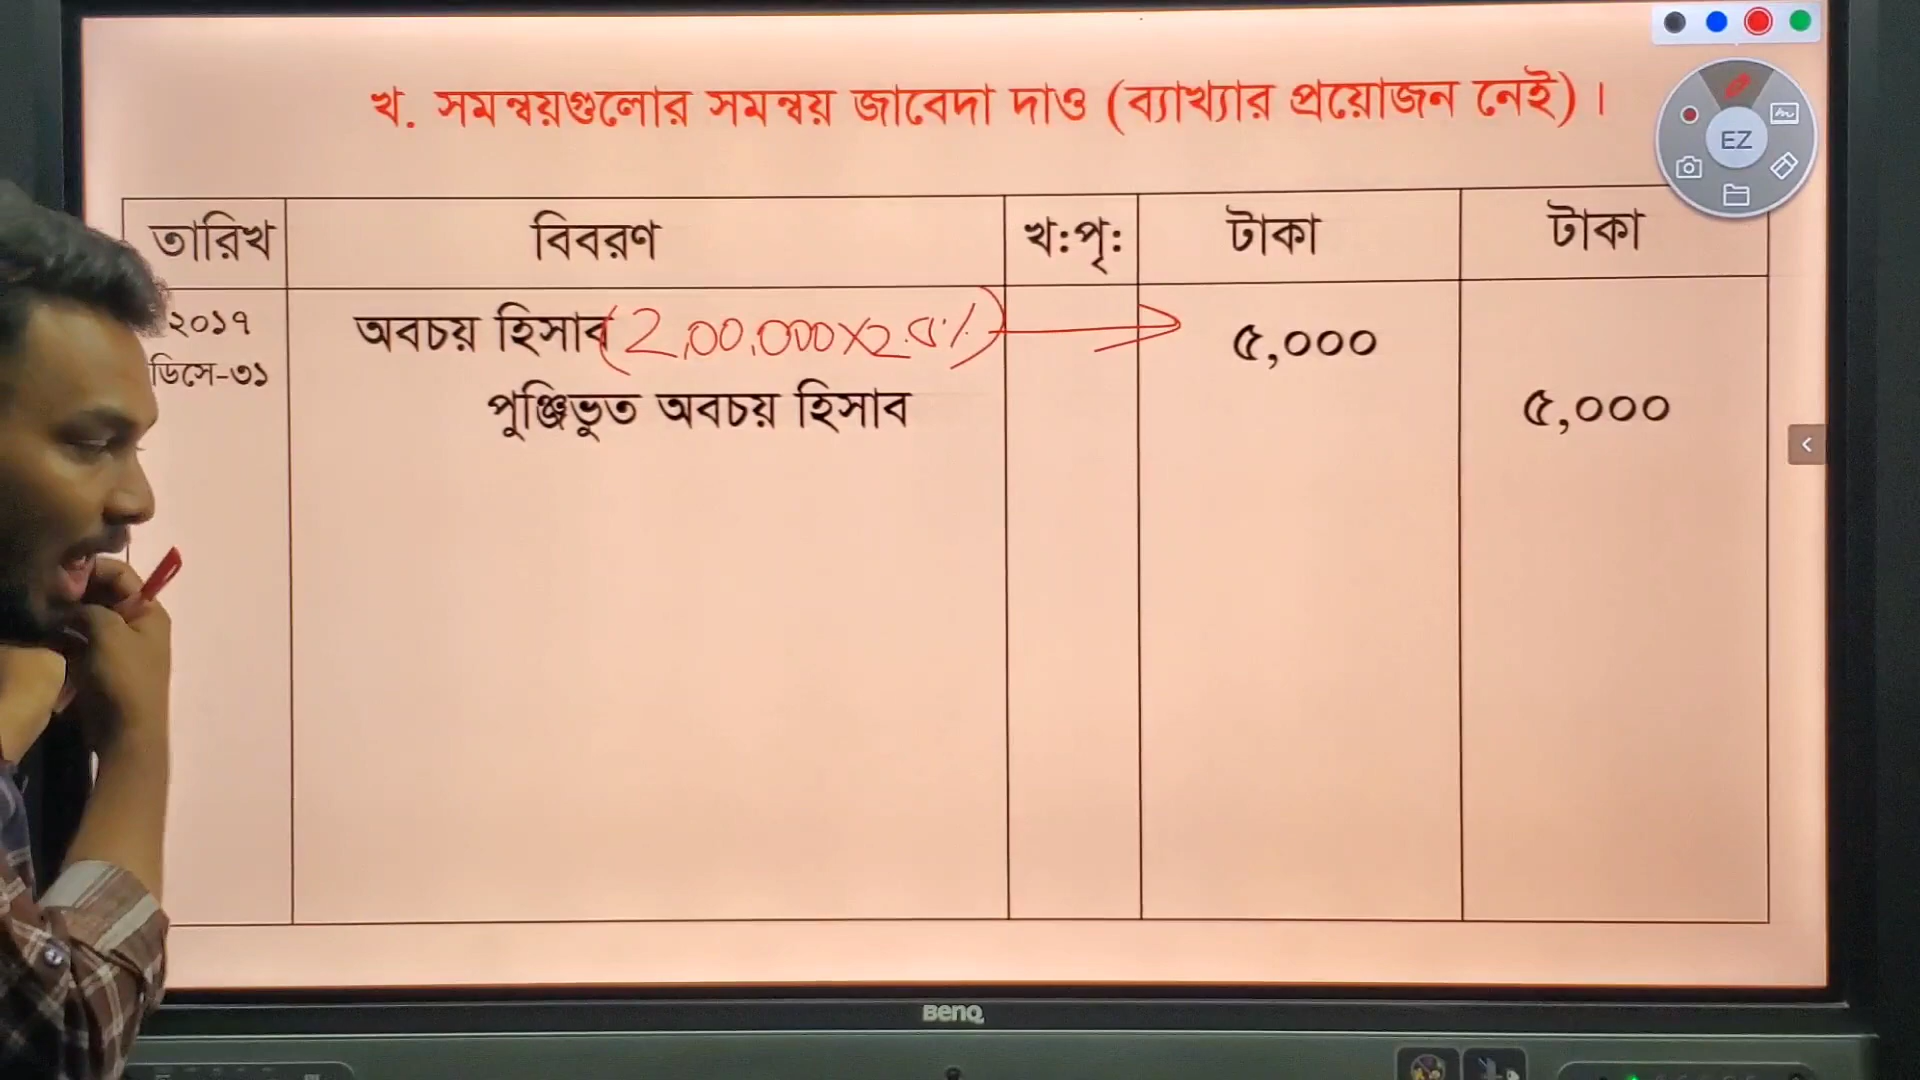 খ. সমন্বয়গুলোর সমন্বয় জাবেদা দাও (ব্যাখ্যার প্রয়োজন নেই)।
EZ
তারিখ বিবরণ খ:পৃ: টাকা টাকা
২০১৭ অবচয় হিসাব (2,00,000×2.5%) ৫,০০০
ডিসে-৩১
পুঞ্জিভুত অবচয় হিসাব ৫,০০০
BenQ